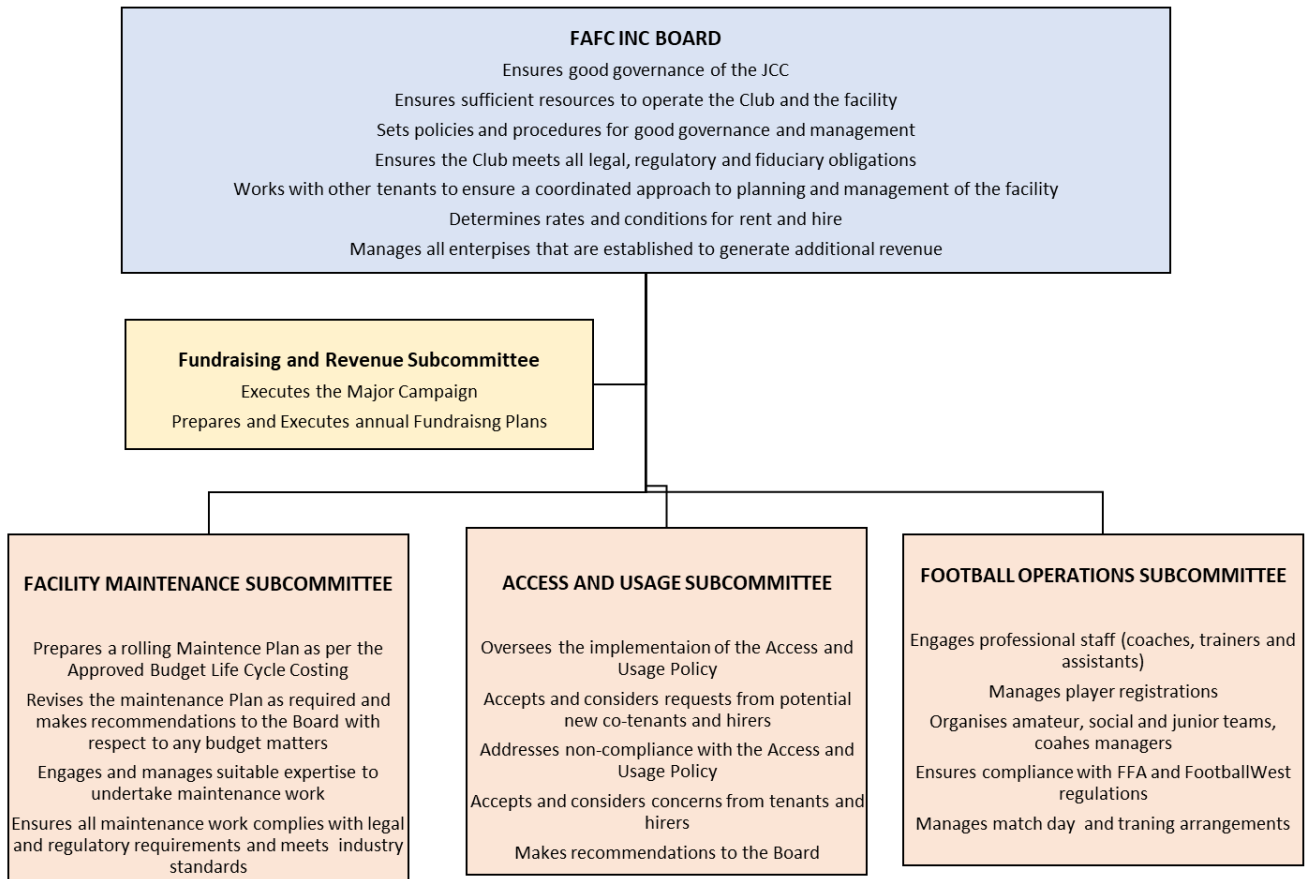 FAFC INC BOARD
Ensures good governance of the JCC
Ensures sufficient resources to operate the Club and the facility
Sets policies and procedures for good governance and management
Ensures the Club meets all legal, regulatory and fiduciary obligations
Works with other tenants to ensure a coordinated approach to planning and management of the facility
Determines rates and conditions for rent and hire
Manages all enterpises that are established to generate additional revenue
Fundraising and Revenue Subcommittee
Executes the Major Campaign
Prepares and Executes annual Fundraisng Plans
FACILITY MAINTENANCE SUBCOMMITTEE
Prepares a rolling Maintence Plan as per the
Approved Budget Life Cycle Costing
Revises the maintenance Plan as required and
makes recommendations to the Board with
respect to any budget matters
Engages and manages suitable expertise to
undertake maintenance work
Ensures all maintenance work complies with legal
and regulatory requirements and meets industry
standards
ACCESS AND USAGE SUBCOMMITTEE
Oversees the implementaion of the Access and
Usage Policy
Accepts and considers requests from potential
new co-tenants and hirers
Addresses non-compliance with the Access and
Usage Policy
Accepts and considers concerns from tenants and
hirers
Makes recommendations to the Board
FOOTBALL OPERATIONS SUBCOMMITTEE
Engages professional staff (coaches, trainers and
assistants)
Manages player registrations
Organises amateur, social and junior teams,
coahes managers
Ensures compliance with FFA and FootballWest
regulations
Manages match day and traning arrangements